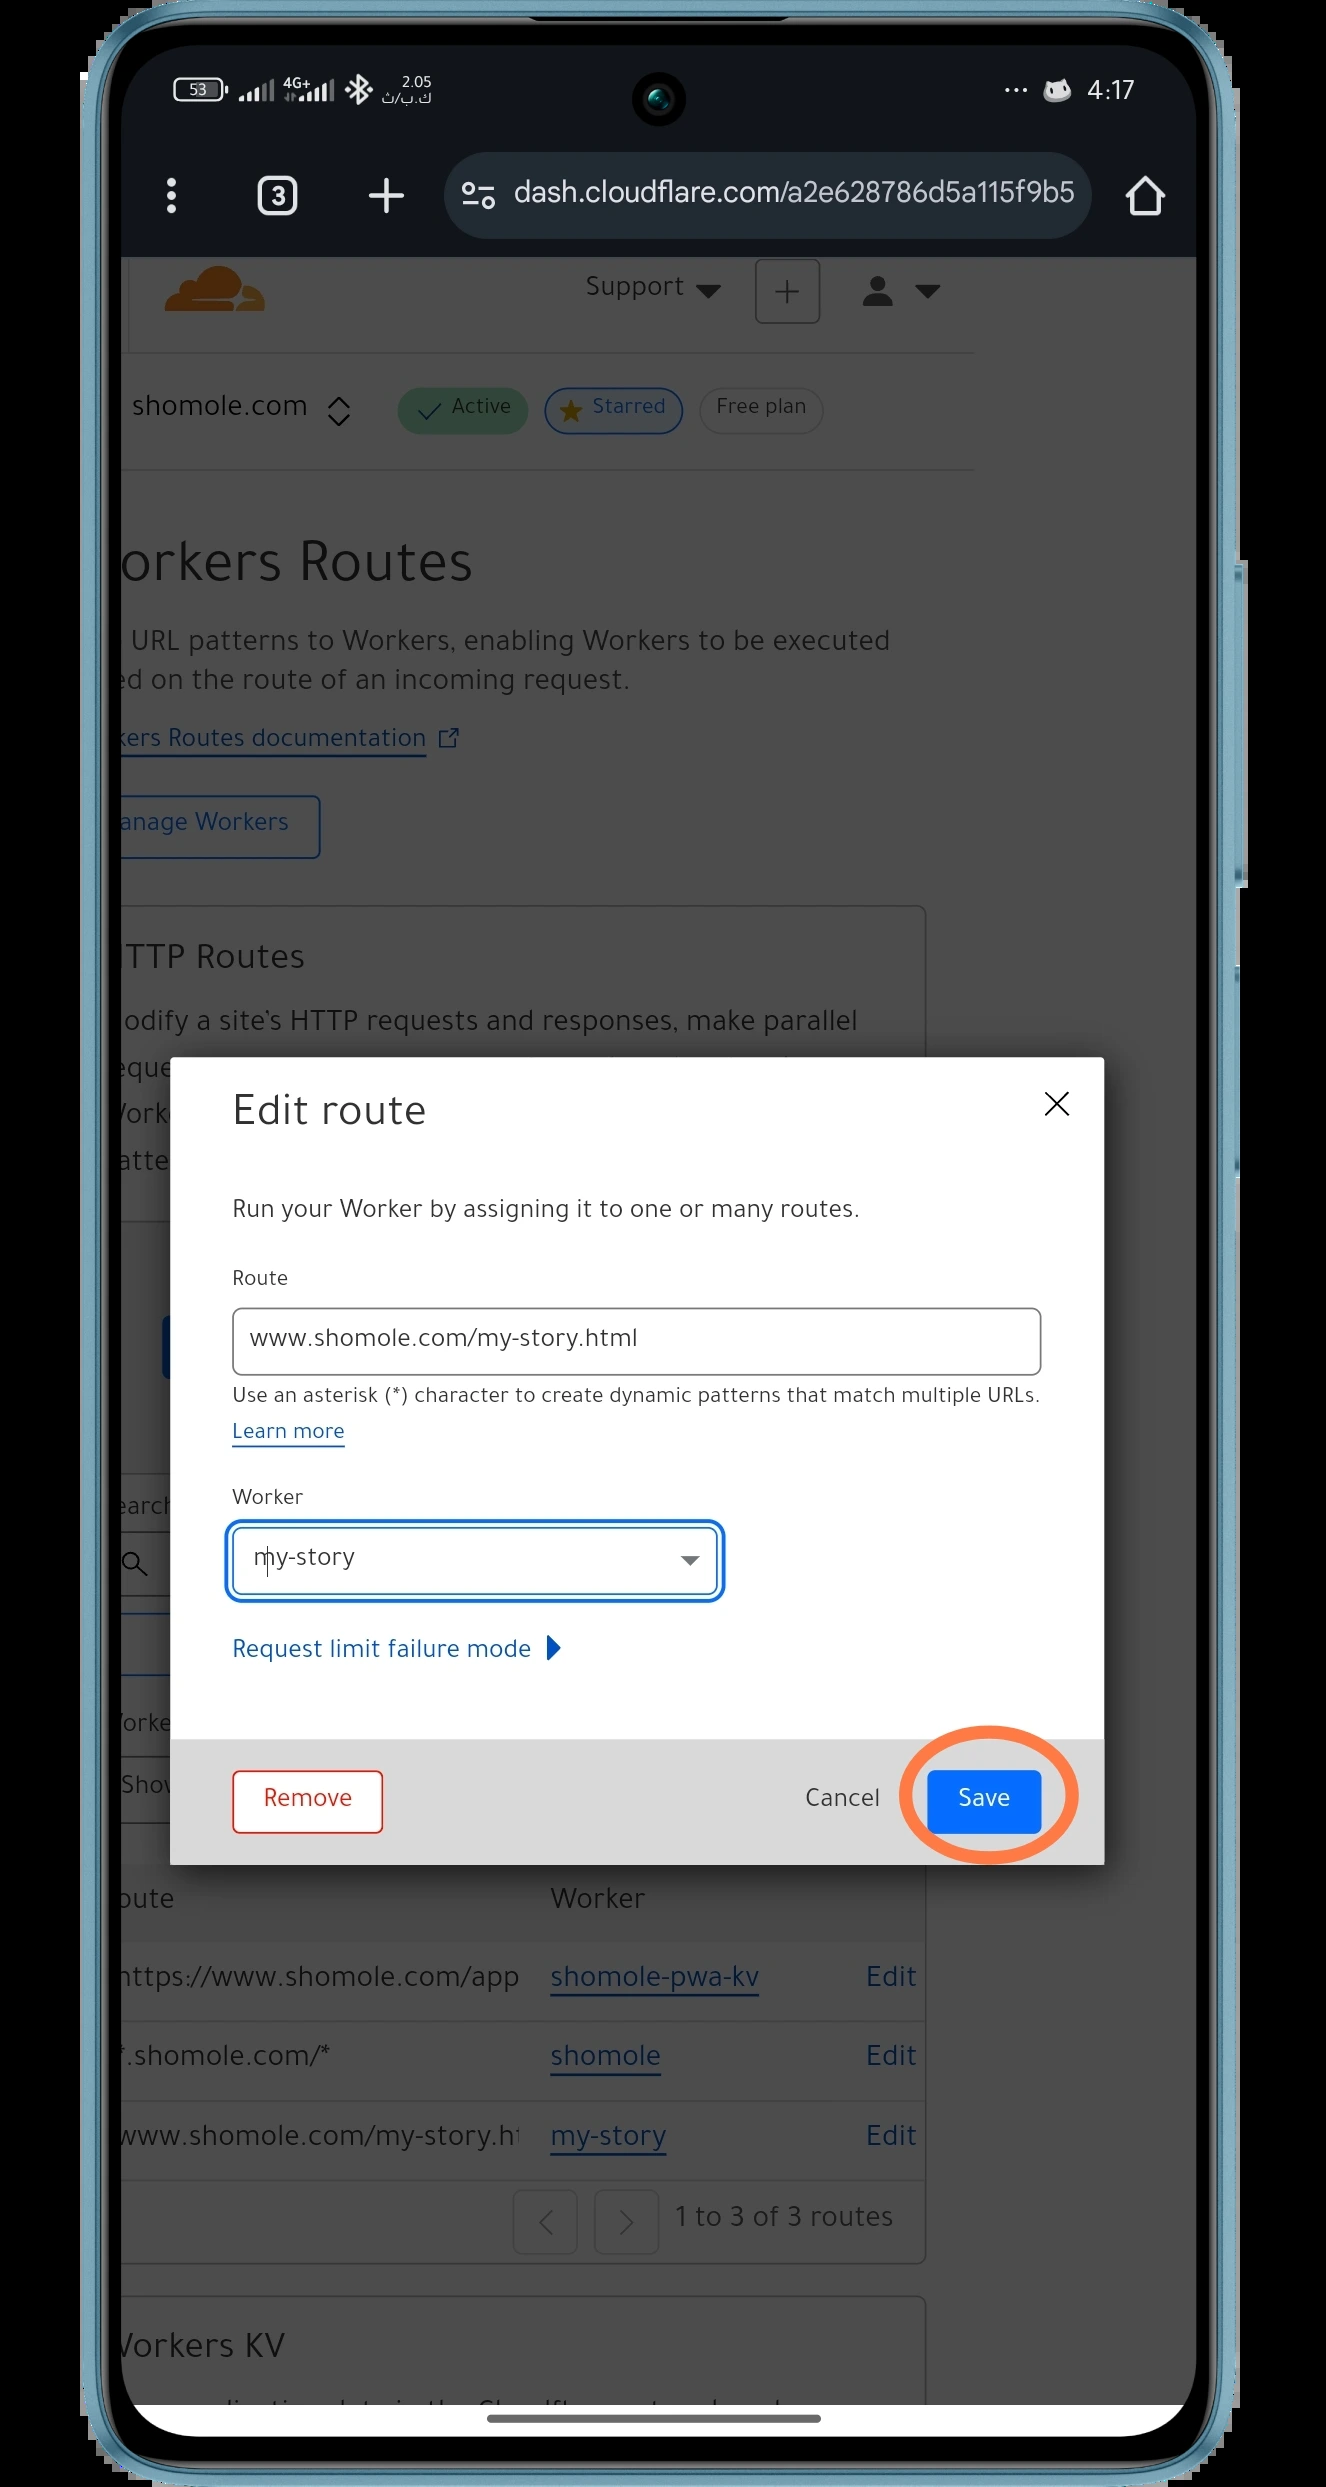 53 4G+ 2.05 ك.ب/ث ... 4:17
3 + dash.cloudflare.com/a2e628786d5a115f9b5
Support
shomole.com Active Starred Free plan
orkers Routes
URL patterns to Workers, enabling Workers to be executed
ed on the route of an incoming request.
kers Routes documentation
anage Workers
TTP Routes
odify a site's HTTP requests and responses, make parallel
eque
Work
atte
Edit route
Run your Worker by assigning it to one or many routes.
Route
www.shomole.com/my-story.html
Use an asterisk (*) character to create dynamic patterns that match multiple URLs.
Learn more
earch
Worker
my-story
Request limit failure mode
orke
Show
Remove Cancel Save
oute Worker
https://www.shomole.com/app shomole-pwa-kv Edit
*.shomole.com/* shomole Edit
www.shomole.com/my-story.ht my-story Edit
1 to 3 of 3 routes
Workers KV